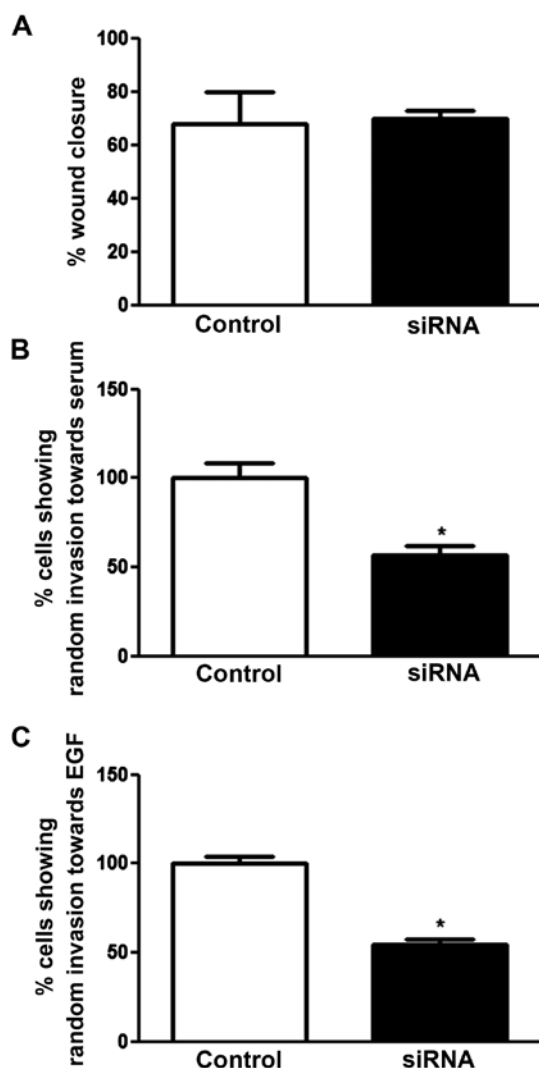 A
% wound closure
100
80
60
40
20
0
Control siRNA
B
% cells showing
random invasion towards serum
150
100
50
0
*
Control siRNA
C
% cells showing
random invasion towards EGF
150
100
50
0
*
Control siRNA